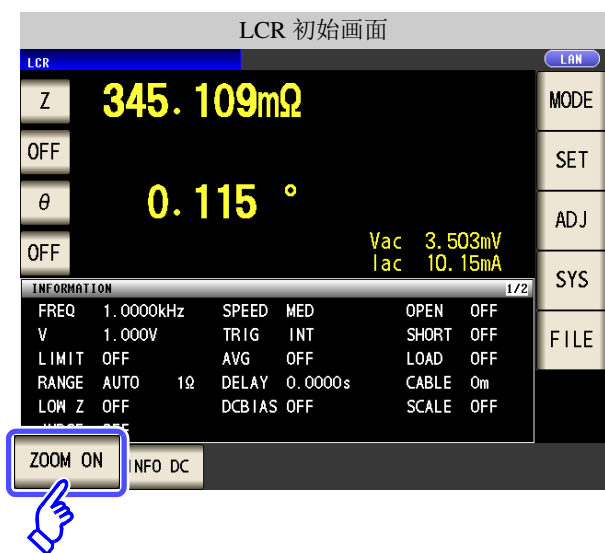 LCR 初始画面
LCR
LAN
Z 345.109mΩ
MODE
OFF
SET
θ 0.115 °
ADJ
OFF
Vac 3.503mV
Iac 10.15mA
SYS
INFORMATION 1/2
FREQ 1.0000kHz SPEED MED OPEN OFF
V 1.000V TRIG INT SHORT OFF
FILE
LIMIT OFF AVG OFF LOAD OFF
RANGE AUTO 1Ω DELAY 0.0000s CABLE 0m
LOW Z OFF DCBIAS OFF SCALE OFF
ZOOM ON
INFO DC